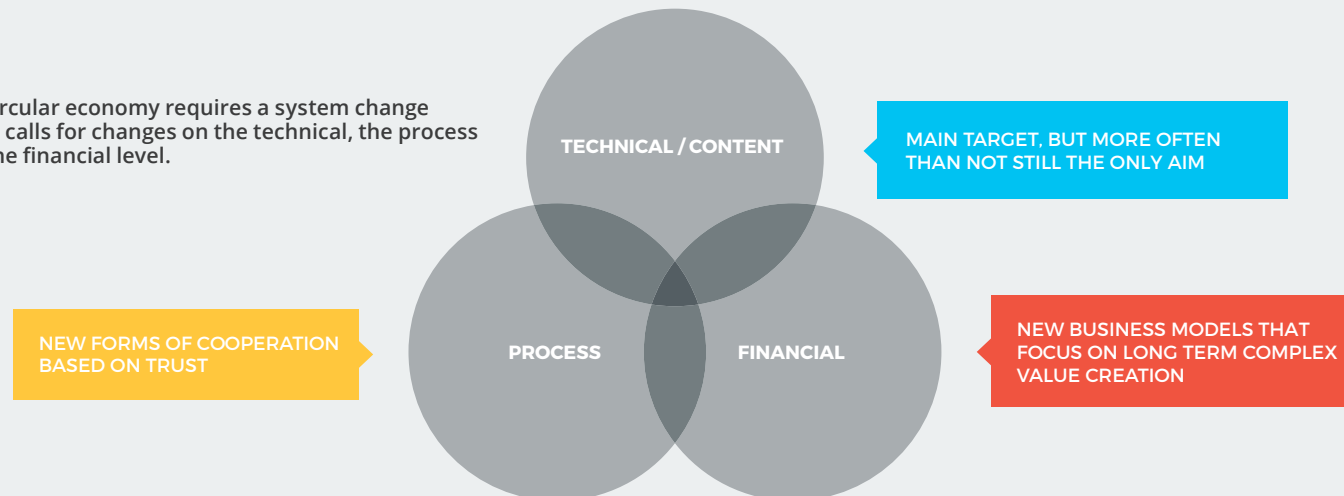 rcular economy requires a system change
calls for changes on the technical, the process
ne financial level.
TECHNICAL / CONTENT
MAIN TARGET, BUT MORE OFTEN
THAN NOT STILL THE ONLY AIM
NEW FORMS OF COOPERATION
BASED ON TRUST
PROCESS
FINANCIAL
NEW BUSINESS MODELS THAT
FOCUS ON LONG TERM COMPLEX
VALUE CREATION